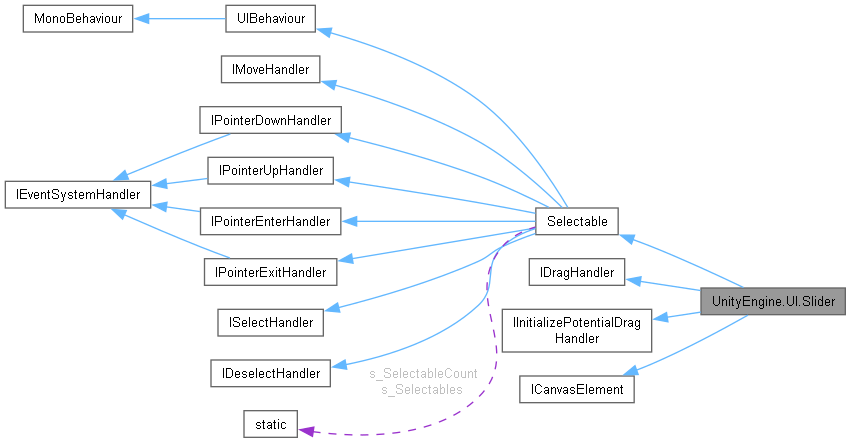 MonoBehaviour
UIBehaviour
IMoveHandler
IPointerDownHandler
IPointerUpHandler
IEventSystemHandler
IPointerEnterHandler
Selectable
IPointerExitHandler
IDragHandler
UnityEngine.UI.Slider
ISelectHandler
IInitializePotentialDrag
Handler
IDeselectHandler
s_SelectableCount
s_Selectables
ICanvasElement
static